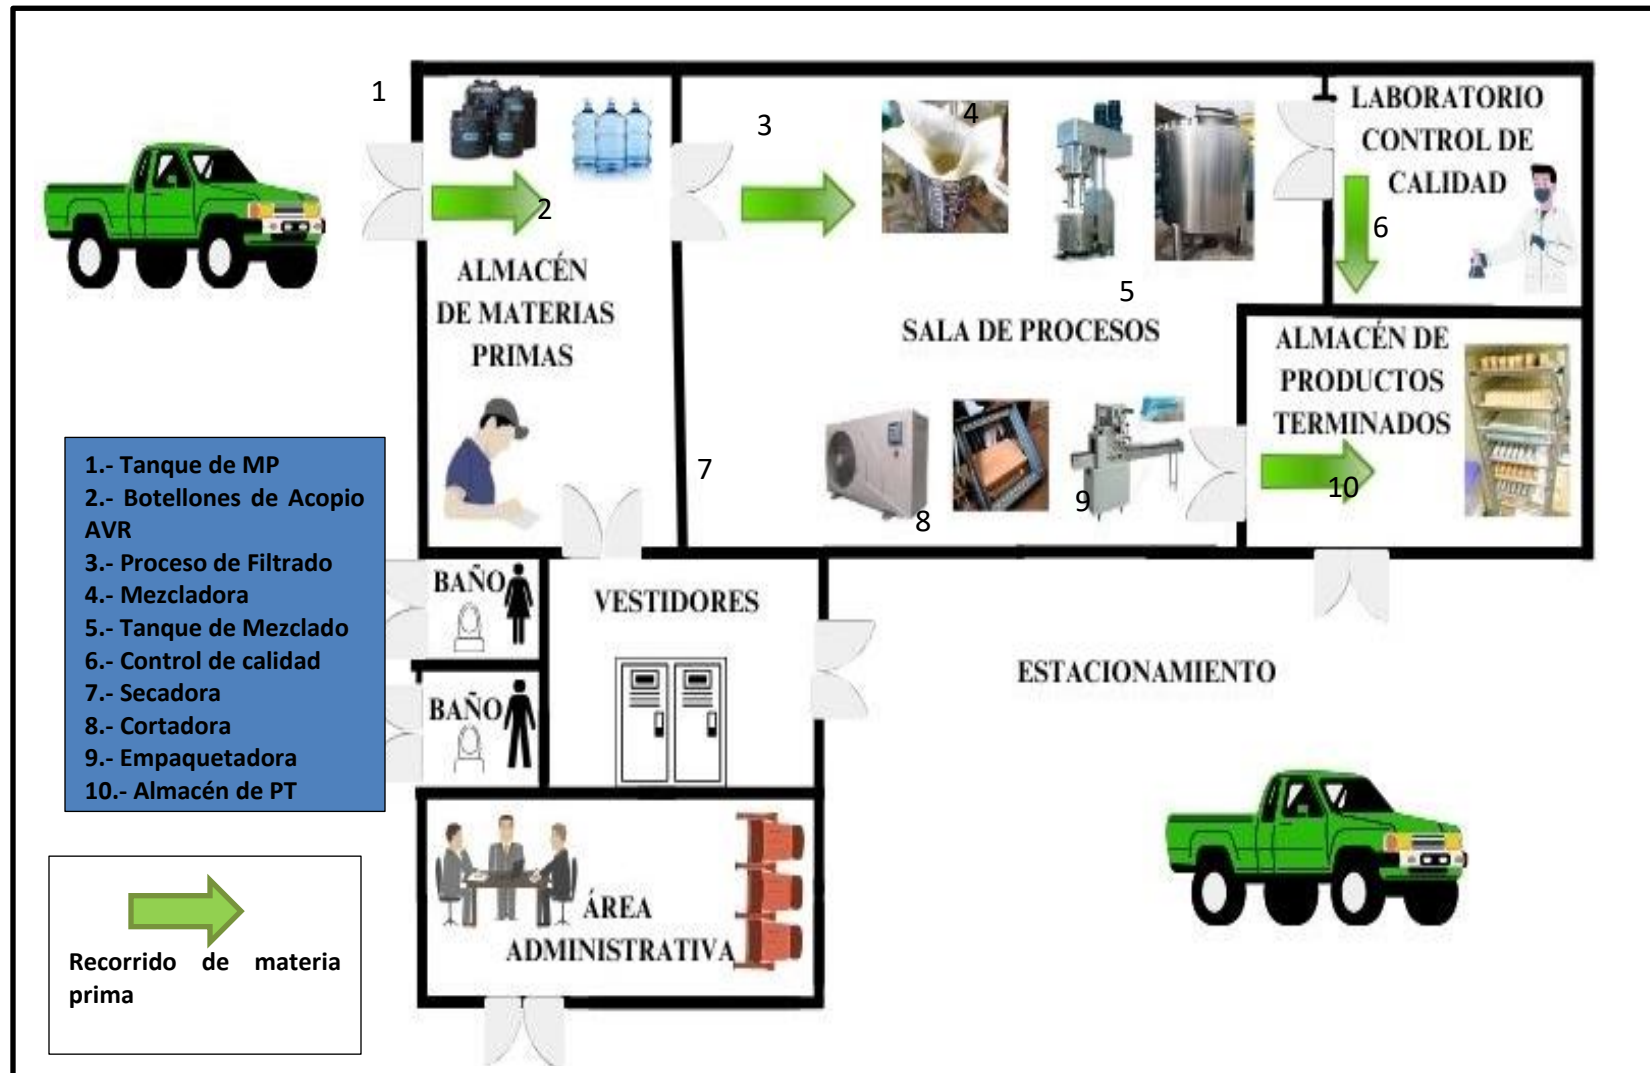 1
2
3
4
5
6
7
8
9
10
ALMACÉN
DE MATERIAS
PRIMAS
SALA DE PROCESOS
LABORATORIO
CONTROL DE
CALIDAD
ALMACÉN DE
PRODUCTOS
TERMINADOS
1.- Tanque de MP
2.- Botellones de Acopio
AVR
3.- Proceso de Filtrado
4.- Mezcladora
5.- Tanque de Mezclado
6.- Control de calidad
7.- Secadora
8.- Cortadora
9.- Empaquetadora
10.- Almacén de PT
BAÑO
VESTIDORES
BAÑO
ESTACIONAMIENTO
ÁREA
ADMINISTRATIVA
Recorrido de materia
prima